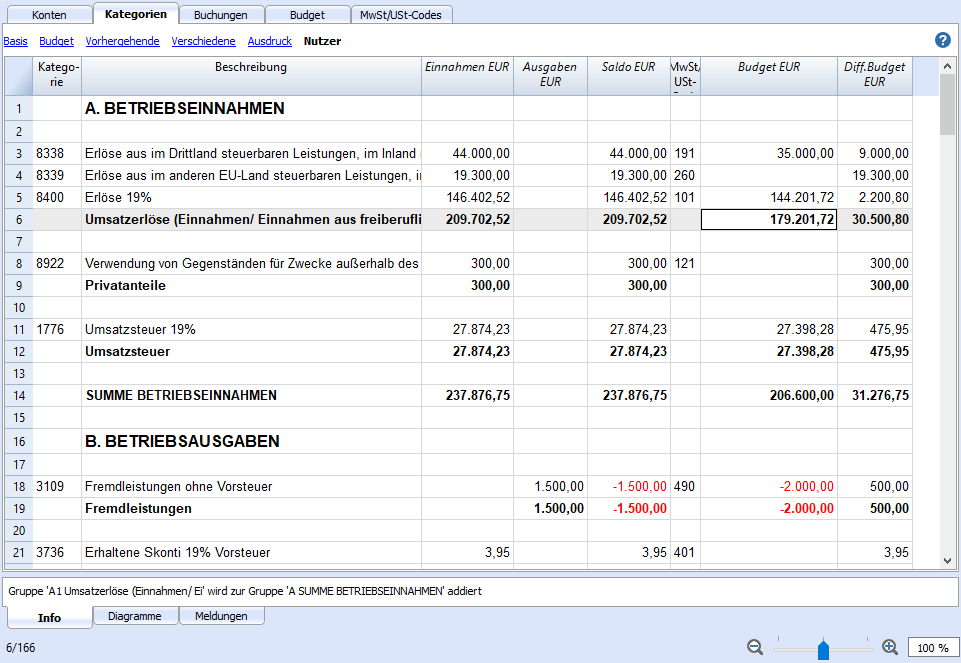 Konten Kategorien Buchungen Budget MwSt/USt-Codes
Basis Budget Vorhergehende Verschiedene Ausdruck Nutzer ?
Katego-rie Beschreibung Einnahmen EUR Ausgaben EUR Saldo EUR MwSt/USt- Budget EUR Diff.Budget EUR
1 A. BETRIEBSEINNAHMEN
2
3 8338 Erlöse aus im Drittland steuerbaren Leistungen, im Inland 44.000,00 44.000,00 191 35.000,00 9.000,00
4 8339 Erlöse aus im anderen EU-Land steuerbaren Leistungen, 19.300,00 19.300,00 260 19.300,00
5 8400 Erlöse 19% 146.402,52 146.402,52 101 144.201,72 2.200,80
6 Umsatzerlöse (Einnahmen/ Einnahmen aus freiberufli 209.702,52 209.702,52 179.201,72 30.500,80
7
8 8922 Verwendung von Gegenständen für Zwecke außerhalb des 300,00 300,00 121 300,00
9 Privatanteile 300,00 300,00 300,00
10
11 1776 Umsatzsteuer 19% 27.874,23 27.874,23 27.398,28 475,95
12 Umsatzsteuer 27.874,23 27.874,23 27.398,28 475,95
13
14 SUMME BETRIEBSEINNAHMEN 237.876,75 237.876,75 206.600,00 31.276,75
15
16 B. BETRIEBSAUSGABEN
17
18 3109 Fremdleistungen ohne Vorsteuer 1.500,00 -1.500,00 490 -2.000,00 500,00
19 Fremdleistungen 1.500,00 -1.500,00 -2.000,00 500,00
20
21 3736 Erhaltene Skonti 19% Vorsteuer 3,95 3,95 401 3,95
Gruppe 'A1 Umsatzerlöse (Einnahmen/ Ei' wird zur Gruppe 'A SUMME BETRIEBSEINNAHMEN' addiert
Info Diagramme Meldungen
6/166 100 %